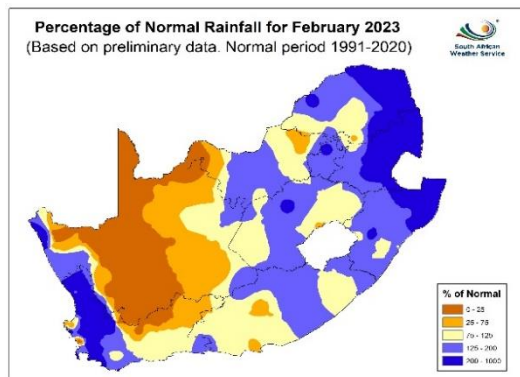 Percentage of Normal Rainfall for February 2023
(Based on preliminary data. Normal period 1991-2020)
South African
Weather Service
% of Normal
0 - 25
25 - 75
75 - 125
125 - 200
200 - 1000